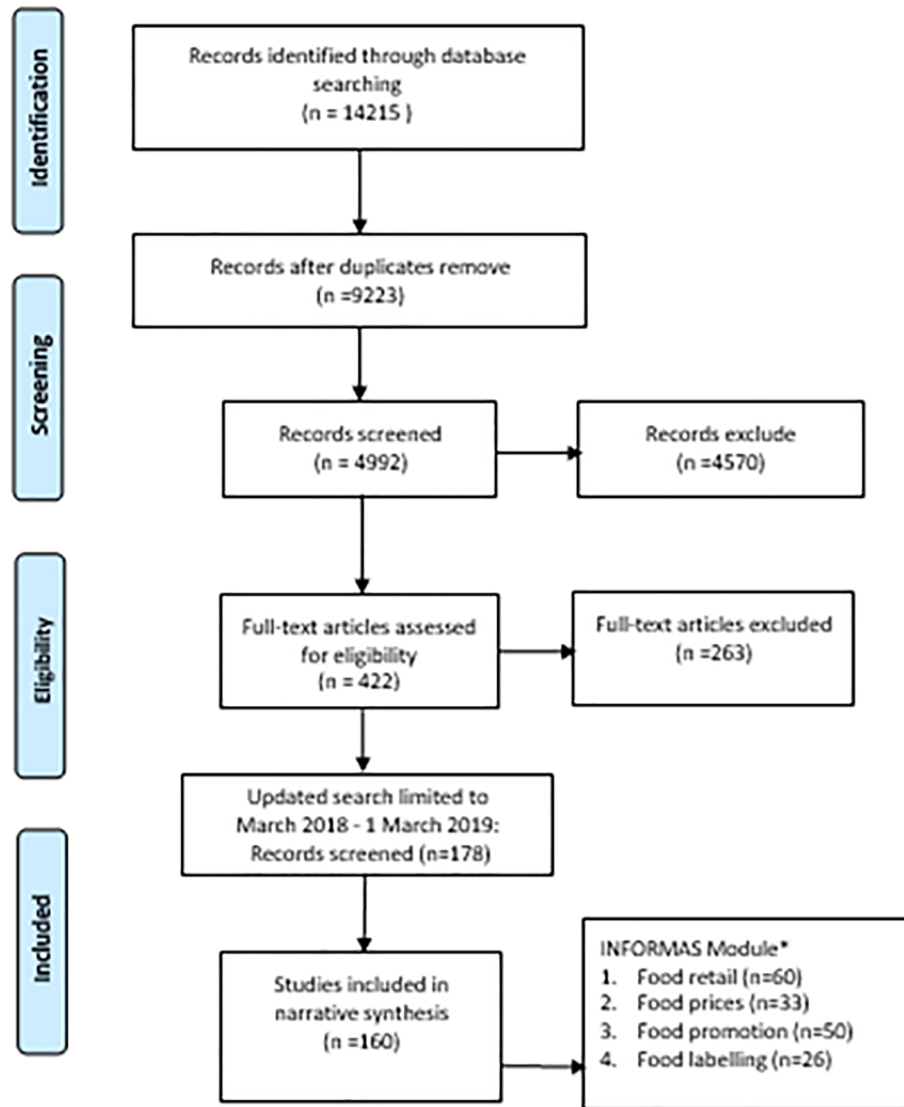 Identification
Records identified through database
searching
(n = 14215 )
Records after duplicates remove
(n =9223)
Screening
Records screened
(n = 4992)
Records exclude
(n =4570)
Eligibility
Full-text articles assessed
for eligibility
(n = 422)
Full-text articles excluded
(n =263)
Updated search limited to
March 2018 - 1 March 2019:
Records screened (n=178)
Included
Studies included in
narrative synthesis
(n =160)
INFORMAS Module*
1. Food retail (n=60)
2. Food prices (n=33)
3. Food promotion (n=50)
4. Food labelling (n=26)